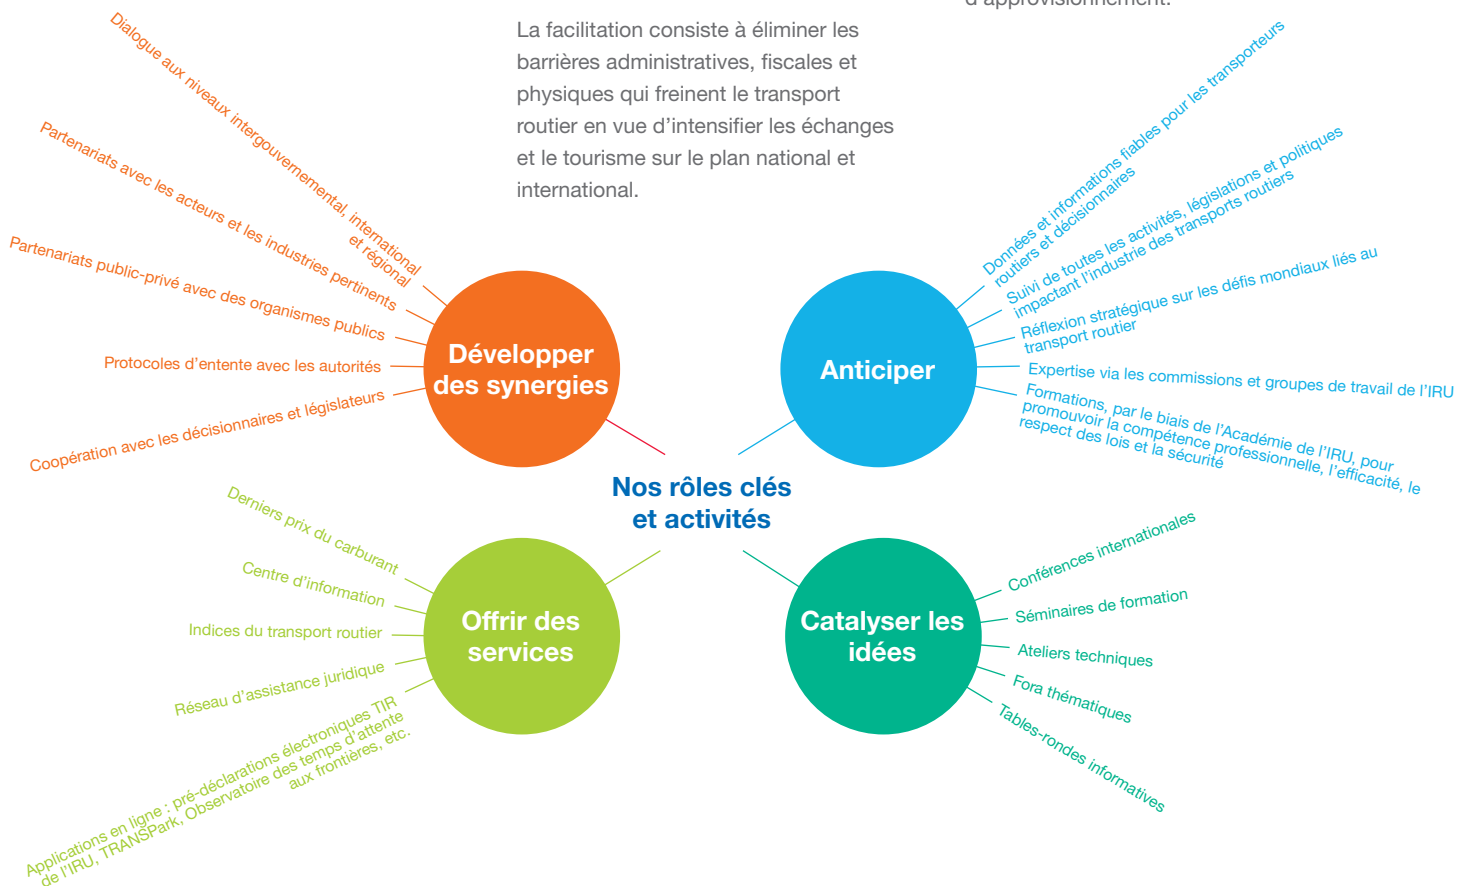 d'approvisionnement.
La facilitation consiste à éliminer les
barrières administratives, fiscales et
physiques qui freinent le transport
routier en vue d'intensifier les échanges
et le tourisme sur le plan national et
international.
Dialogue aux niveaux intergouvernemental, international
et régional
Partenariats avec les acteurs et les industries pertinents
Partenariats public-privé avec des organismes publics
Protocoles d'entente avec les autorités
Coopération avec les décisionnaires et législateurs
Développer
des synergies
Anticiper
Données et informations fiables pour les transporteurs
routiers et décisionnaires
Suivi de toutes les activités, législations et politiques
impactant l'industrie des transports routiers
Réflexion stratégique sur les défis mondiaux liés au
transport routier
Expertise via les commissions et groupes de travail de l'IRU
Formations, par le biais de l'Académie de l'IRU, pour
promouvoir la compétence professionnelle, l'efficacité, le
respect des lois et la sécurité
Nos rôles clés
et activités
Derniers prix du carburant
Centre d'information
Indices du transport routier
Réseau d'assistance juridique
Applications en ligne : pré-déclarations électroniques TIR
de l'IRU, TRANSPark, Observatoire des temps d'attente
aux frontières, etc.
Offrir des
services
Catalyser les
idées
Conférences internationales
Séminaires de formation
Ateliers techniques
Fora thématiques
Tables-rondes informatives